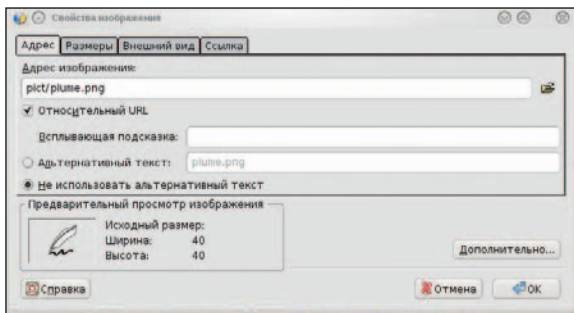 Свойства изображения
Адрес Размеры Внешний вид Ссылка
Адрес изображения:
pict/plume.png
Относительный URL
Всплывающая подсказка:
Альтернативный текст: plume.png
Не использовать альтернативный текст
Предварительный просмотр изображения
Исходный размер:
Ширина: 40
Высота: 40
Дополнительно...
Справка Отмена OK